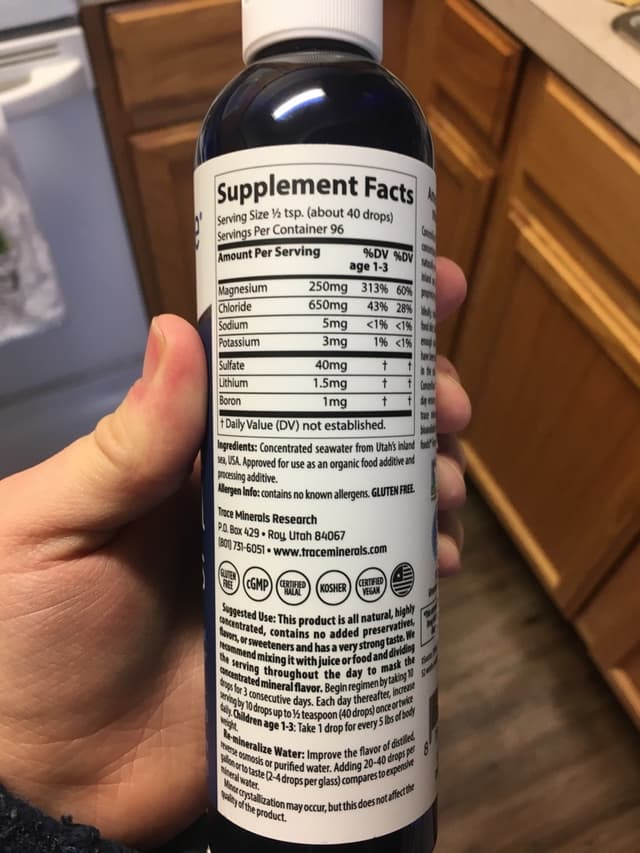 Supplement Facts
Serving Size ½ tsp. (about 40 drops)
Servings Per Container 96
Amount Per Serving %DV %DV
age 1-3
Magnesium 250mg 313% 60%
Chloride 650mg 43% 28%
Sodium 5mg <1% <1%
Potassium 3mg 1% <1%
Sulfate 40mg † †
Lithium 1.5mg † †
Boron 1mg † †
† Daily Value (DV) not established.
Ingredients: Concentrated seawater from Utah's inland
sea, USA. Approved for use as an organic food additive and
processing additive.
Allergen Info: contains no known allergens. GLUTEN FREE.
Trace Minerals Research
P.O. Box 429 • Roy, Utah 84067
(801) 731-6051 • www.traceminerals.com
GLUTEN FREE cGMP CERTIFIED HALAL KOSHER CERTIFIED VEGAN
Suggested Use: This product is all natural, highly
concentrated, contains no added preservatives,
flavors, or sweeteners and has a very strong taste. We
recommend mixing it with juice or food and dividing
the serving throughout the day to mask the
concentrated mineral flavor. Begin regimen by taking 10
drops for 3 consecutive days. Each day thereafter, increase
serving by 10 drops up to ½ teaspoon (40 drops) once or twice
daily. Children age 1-3: Take 1 drop for every 5 lbs of body
weight.
Re-mineralize Water: Improve the flavor of distilled,
reverse osmosis or purified water. Adding 20-40 drops per
gallon or to taste (2-4 drops per glass) compares to expensive
mineral water.
Minor crystallization may occur, but this does not affect the
quality of the product.